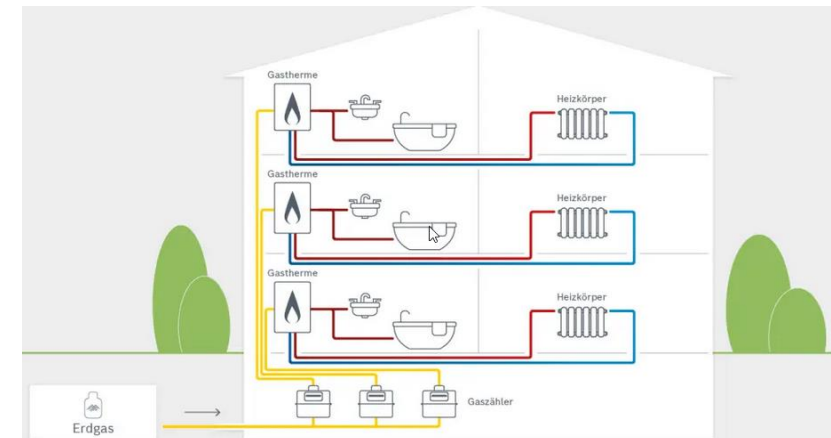 Gastherme
Heizkörper
Gastherme
Heizkörper
Gastherme
Heizkörper
Gaszähler
Erdgas